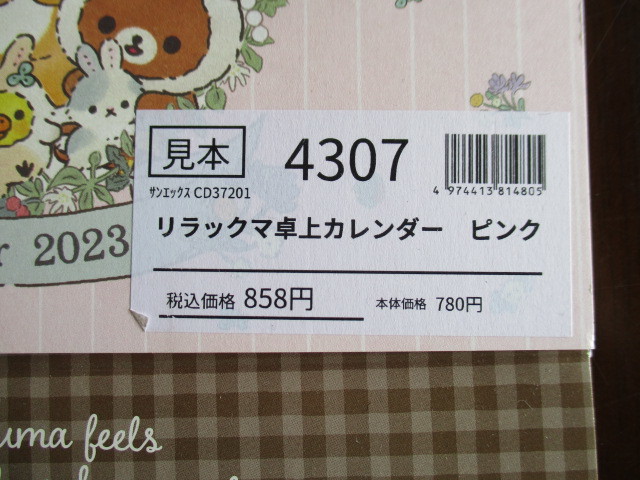 見本
4307
4 974413 814805
サンエックス CD37201
リラックマ卓上カレンダー ピンク
税込価格 858円
本体価格 780円
2023
feels